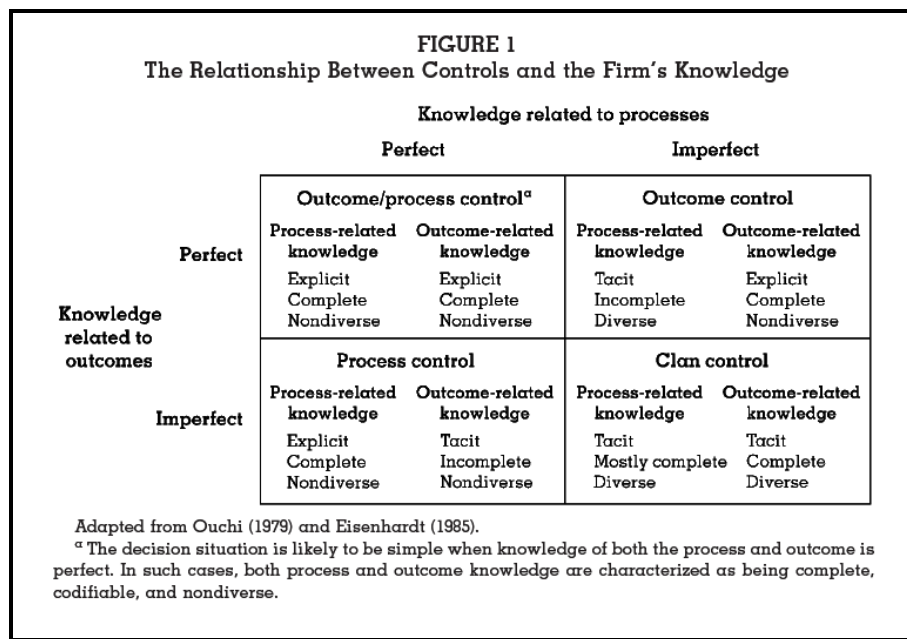 FIGURE 1
The Relationship Between Controls and the Firm's Knowledge
Knowledge related to processes
Perfect Imperfect
Outcome/process controlᵃ Outcome control
Process-related Outcome-related Process-related Outcome-related
knowledge knowledge knowledge knowledge
Perfect
Explicit Explicit Tacit Explicit
Complete Complete Incomplete Complete
Nondiverse Nondiverse Diverse Nondiverse
Knowledge
related to
outcomes
Process control Clan control
Process-related Outcome-related Process-related Outcome-related
knowledge knowledge knowledge knowledge
Imperfect
Explicit Tacit Tacit Tacit
Complete Incomplete Mostly complete Complete
Nondiverse Nondiverse Diverse Diverse
Adapted from Ouchi (1979) and Eisenhardt (1985).
ᵃ The decision situation is likely to be simple when knowledge of both the process and outcome is
perfect. In such cases, both process and outcome knowledge are characterized as being complete,
codifiable, and nondiverse.